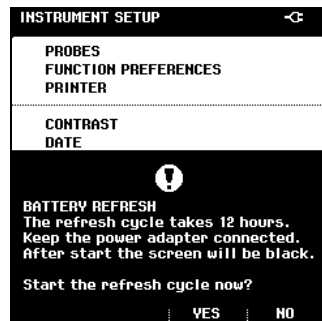 INSTRUMENT SETUP
PROBES
FUNCTION PREFERENCES
PRINTER
CONTRAST
DATE
BATTERY REFRESH
The refresh cycle takes 12 hours.
Keep the power adapter connected.
After start the screen will be black.
Start the refresh cycle now?
YES NO